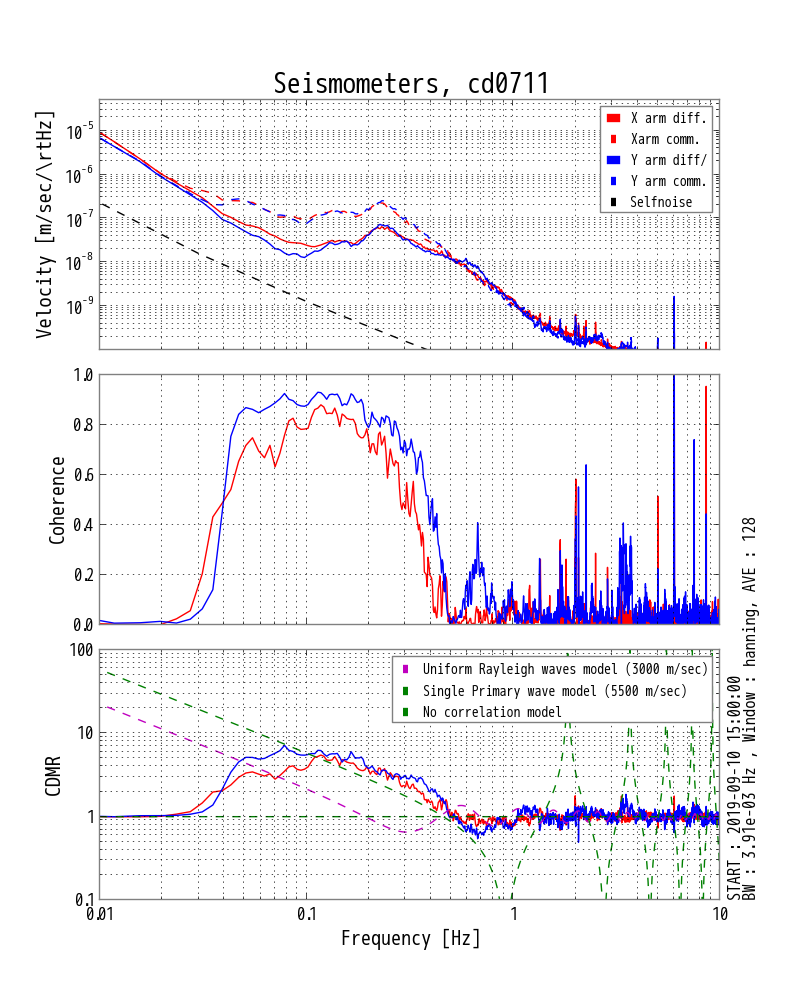 Seismometers, cd0711
Velocity [m/sec/\rtHz]
10^-5
10^-6
10^-7
10^-8
10^-9
X arm diff.
Xarm comm.
Y arm diff/
Y arm comm.
Selfnoise
Coherence
1.0
0.8
0.6
0.4
0.2
0.0
CDMR
100
10
1
0.1
Uniform Rayleigh waves model (3000 m/sec)
Single Primary wave model (5500 m/sec)
No correlation model
0.01
0.1
1
10
Frequency [Hz]
START : 2019-09-10 15:00:00
BW : 3.91e-03 Hz , Window : hanning, AVE : 128